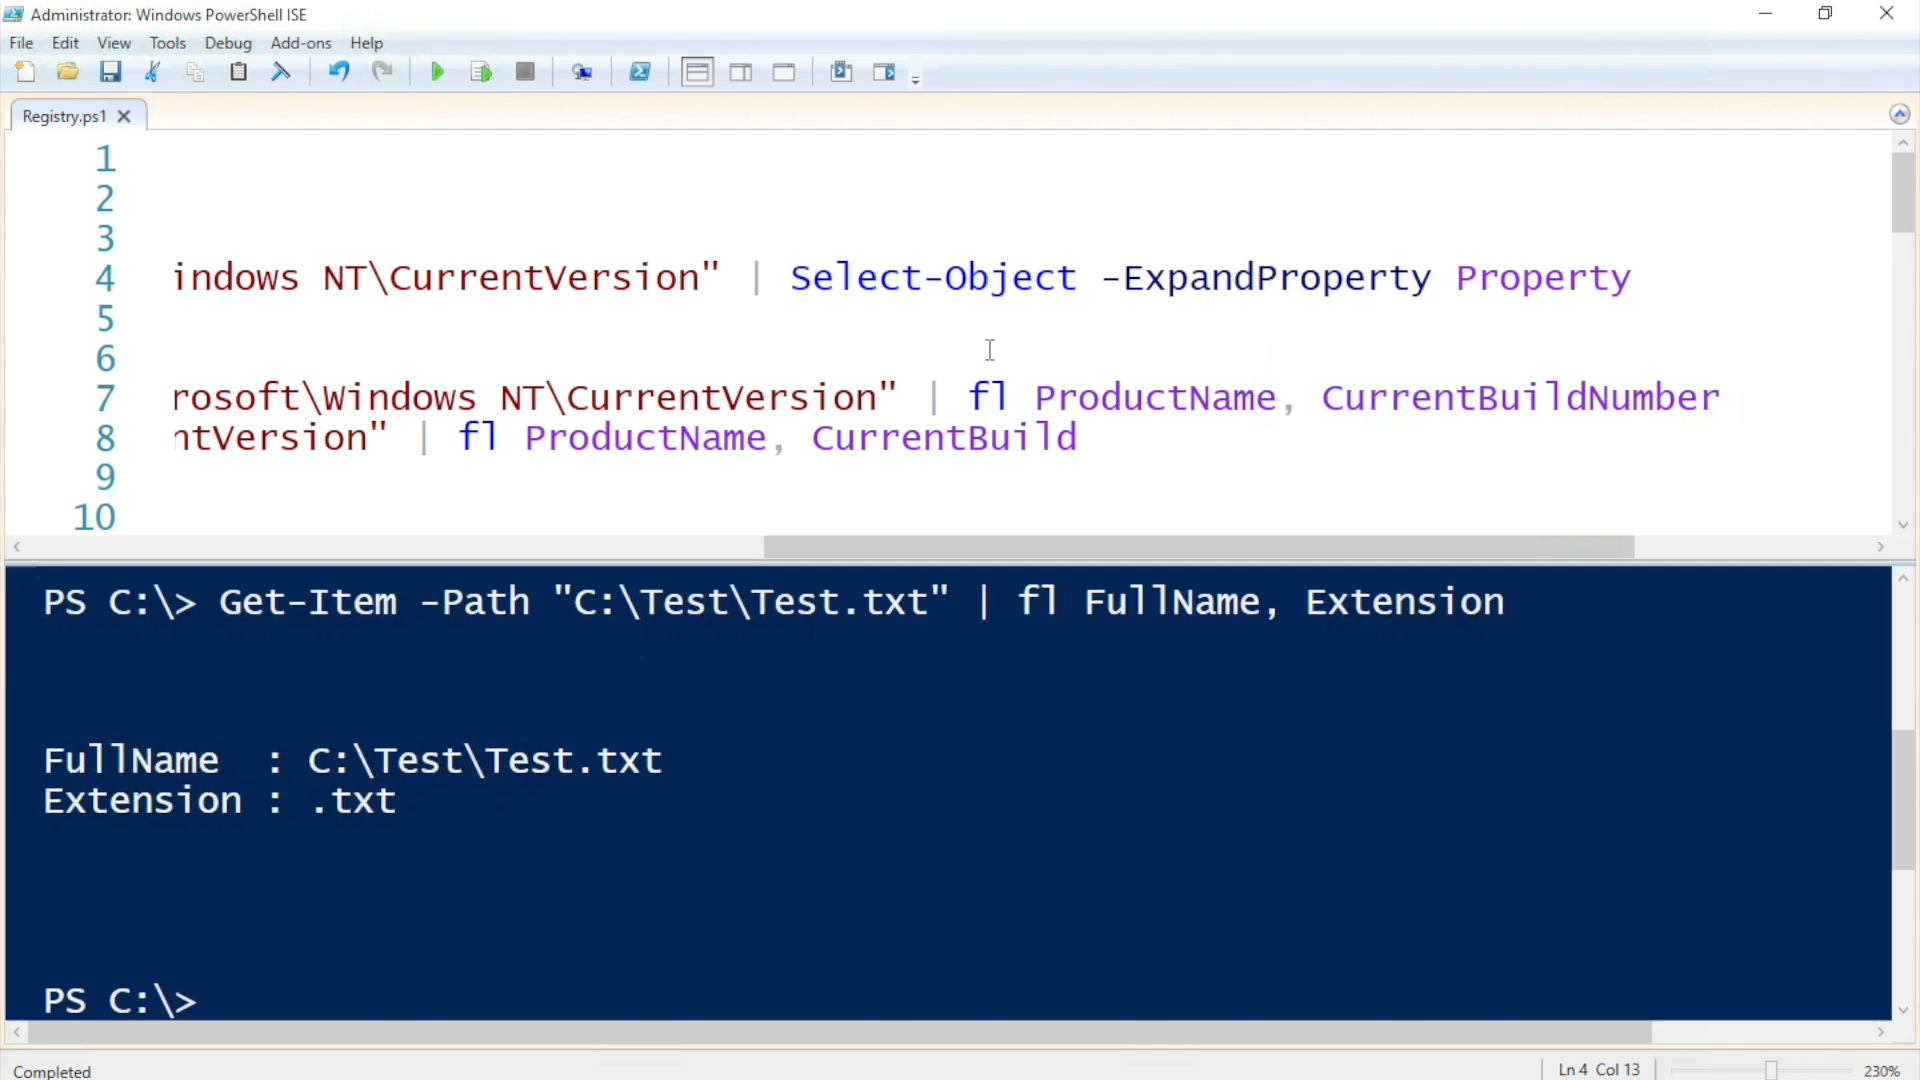 Administrator: Windows PowerShell ISE
File Edit View Tools Debug Add-ons Help
Registry.ps1
1
2
3
4 indows NT\CurrentVersion" | Select-Object -ExpandProperty Property
5
6
7 rosoft\Windows NT\CurrentVersion" | fl ProductName, CurrentBuildNumber
8 ntVersion" | fl ProductName, CurrentBuild
9
10
PS C:\> Get-Item -Path "C:\Test\Test.txt" | fl FullName, Extension
FullName  : C:\Test\Test.txt
Extension : .txt
PS C:\>
Completed
Ln 4 Col 13
230%